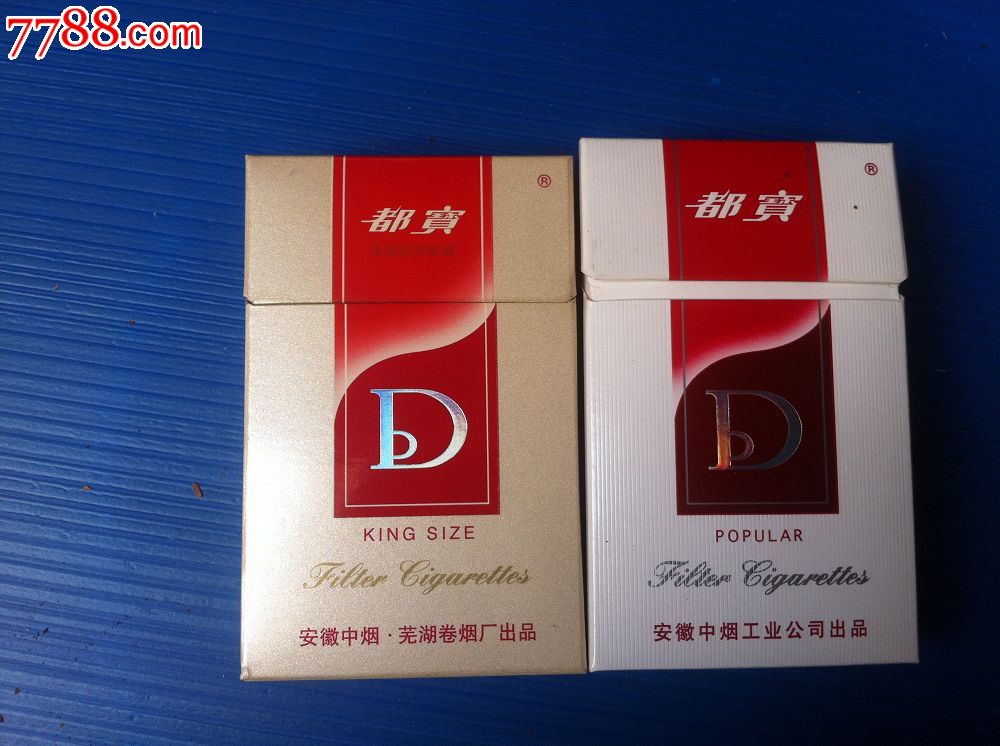 7788.com
都寶
®
D
KING SIZE
Filter Cigarettes
安徽中烟·芜湖卷烟厂出品
都寶
®
D
POPULAR
Filter Cigarettes
安徽中烟工业公司出品